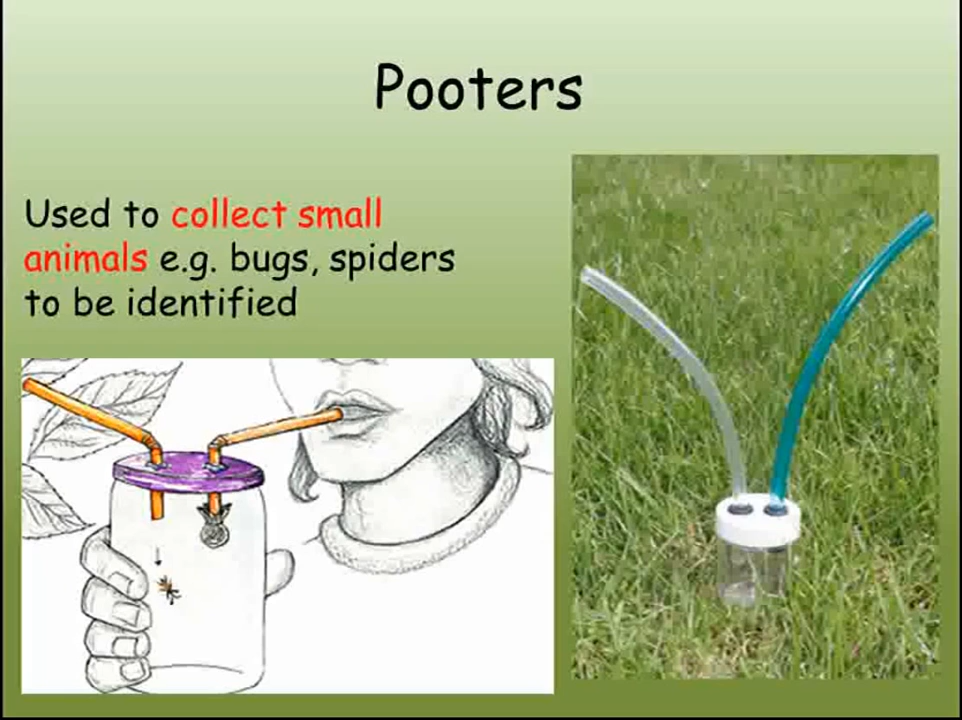 Pooters
Used to collect small
animals e.g. bugs, spiders
to be identified